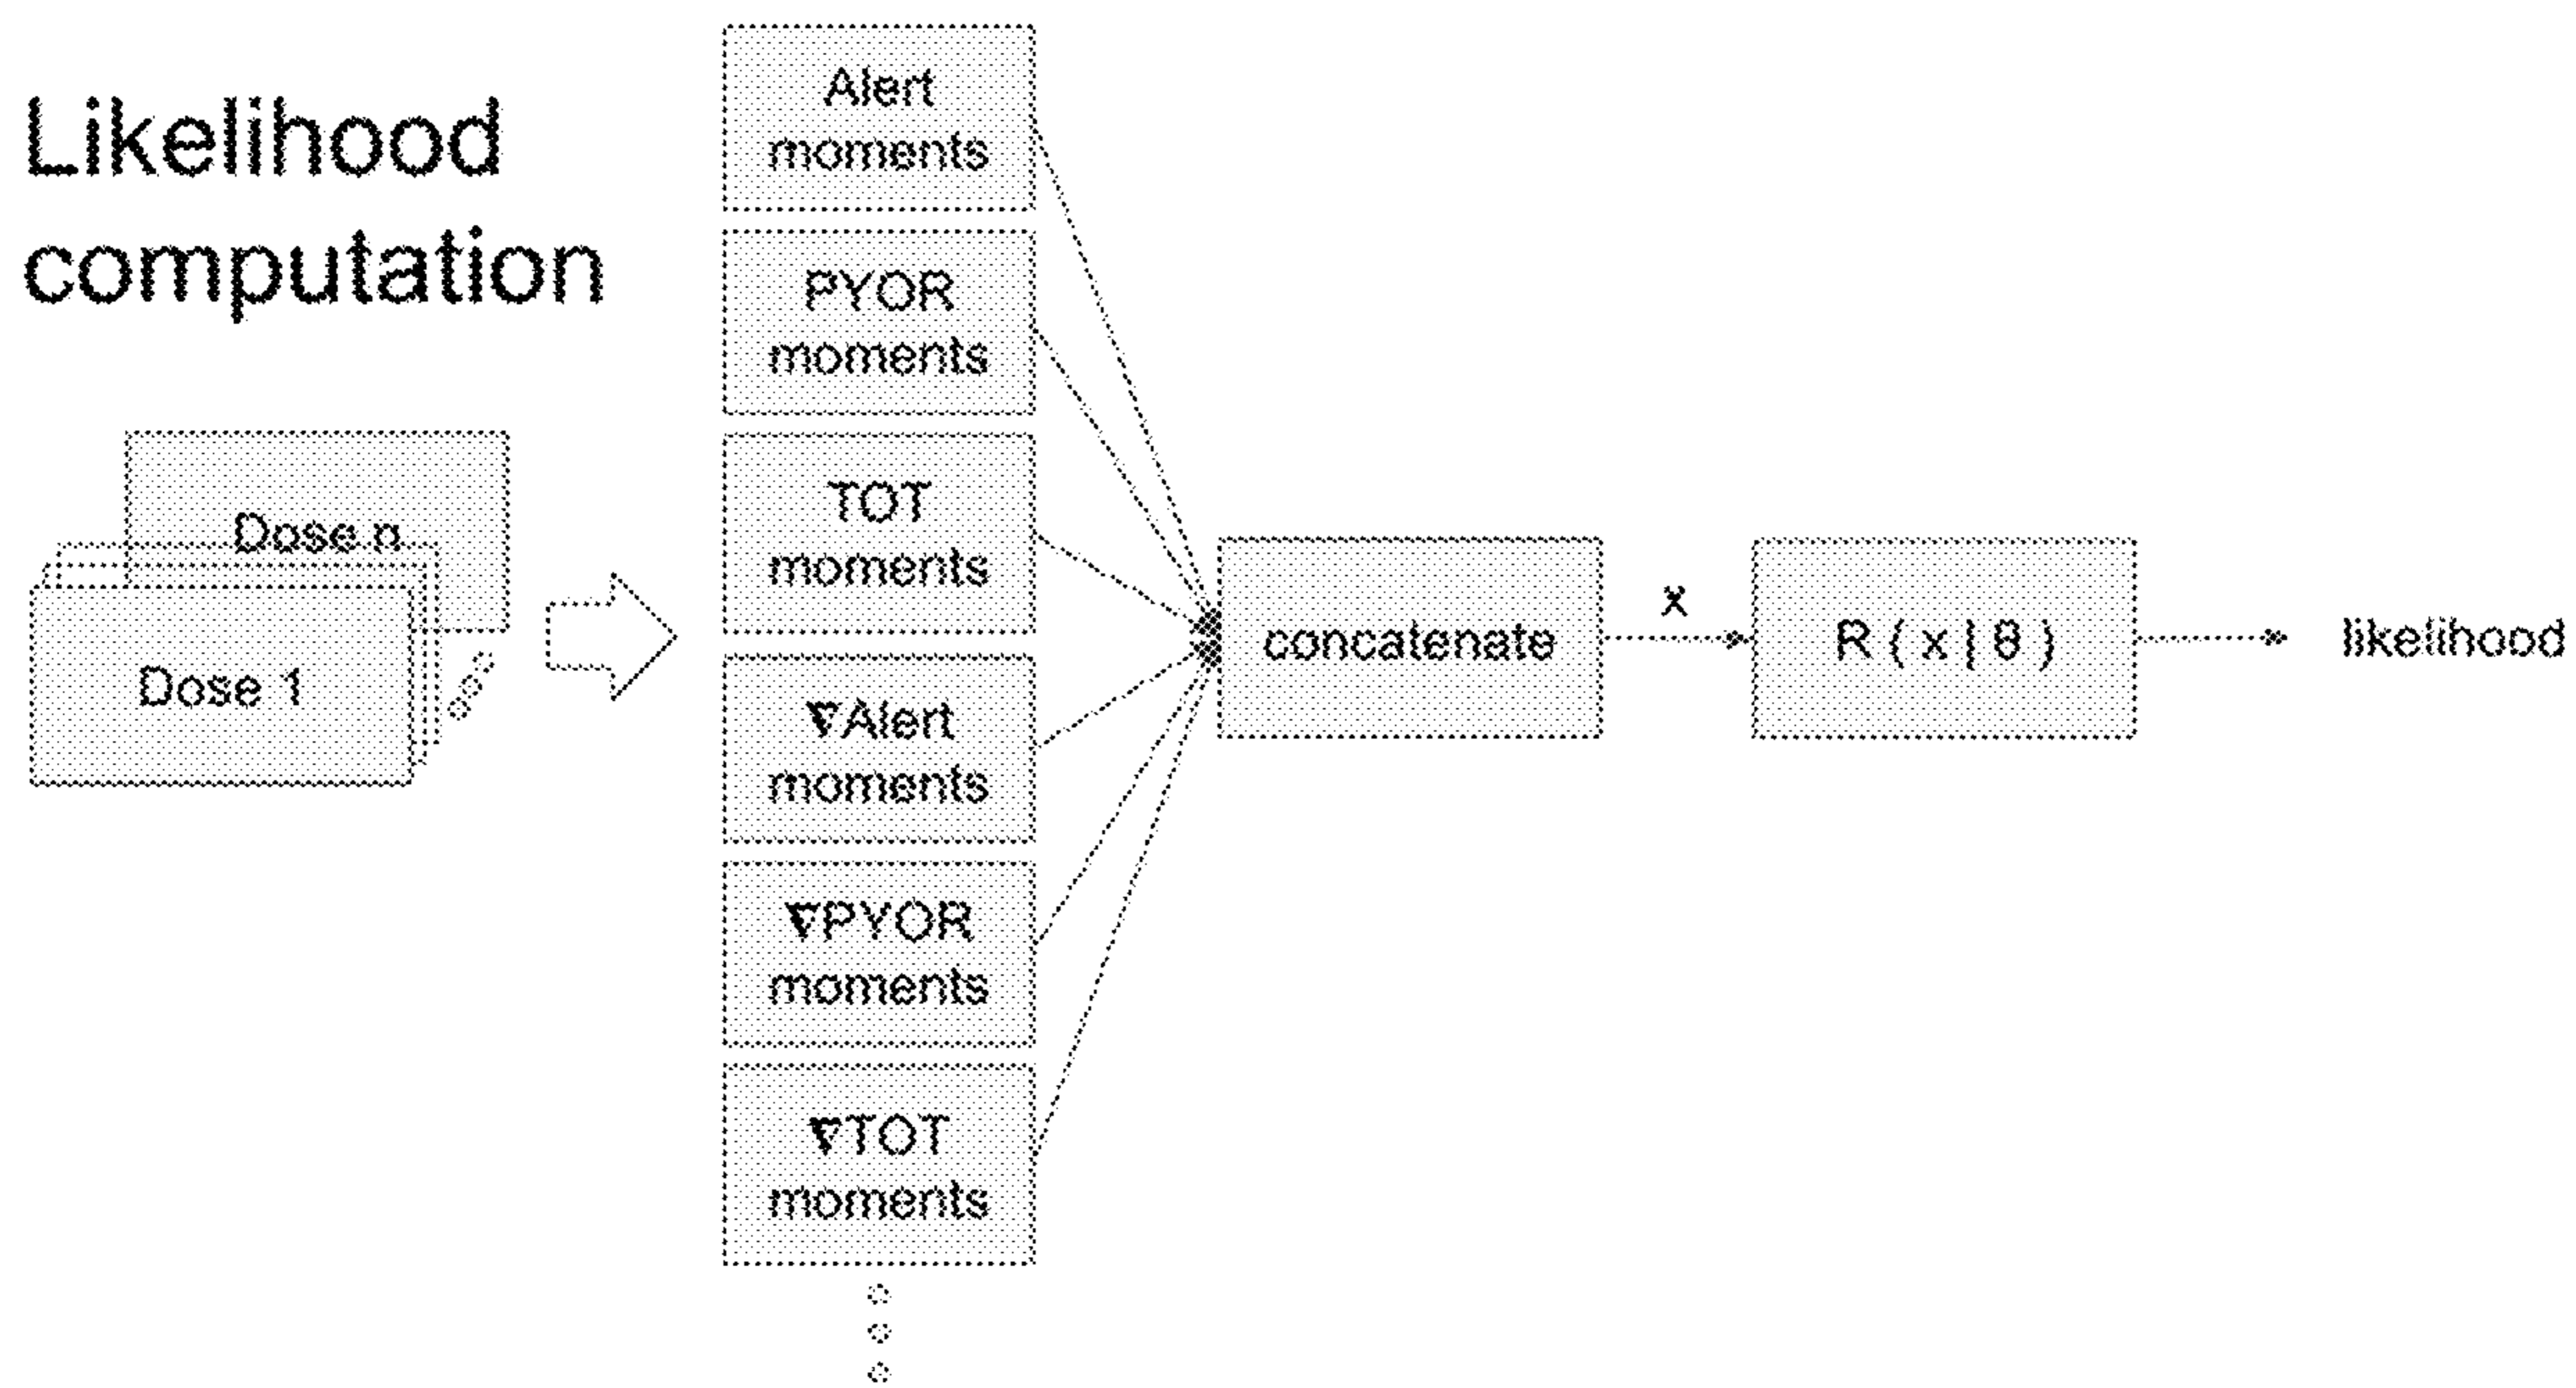 Likelihood
computation
Dose n
Dose 1
Alert
moments
PYOR
moments
TOT
moments
∇Alert
moments
∇PYOR
moments
∇TOT
moments
concatenate
x
R ( x | θ )
likelihood